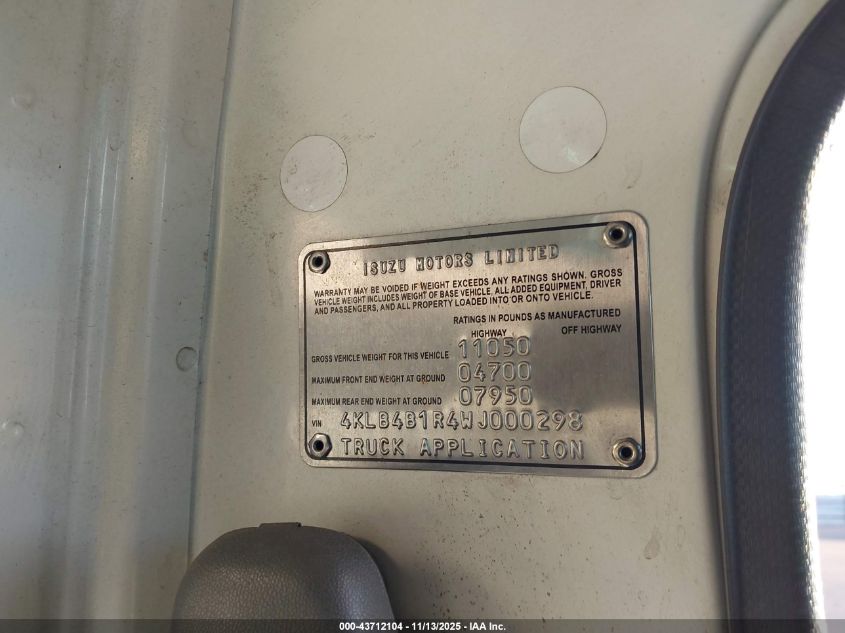 ISUZU MOTORS LIMITED
WARRANTY MAY BE VOIDED IF WEIGHT EXCEEDS ANY RATINGS SHOWN. GROSS
VEHICLE WEIGHT INCLUDES WEIGHT OF BASE VEHICLE. ALL ADDED EQUIPMENT, DRIVER
AND PASSENGERS, AND ALL PROPERTY LOADED INTO OR ONTO VEHICLE.
RATINGS IN POUNDS AS MANUFACTURED
HIGHWAY OFF HIGHWAY
GROSS VEHICLE WEIGHT FOR THIS VEHICLE 11050
MAXIMUM FRONT END WEIGHT AT GROUND 04700
MAXIMUM REAR END WEIGHT AT GROUND 07950
VIN 4KLB4B1R4WJ000298
TRUCK APPLICATION
000-43712104 - 11/13/2025 - IAA Inc.